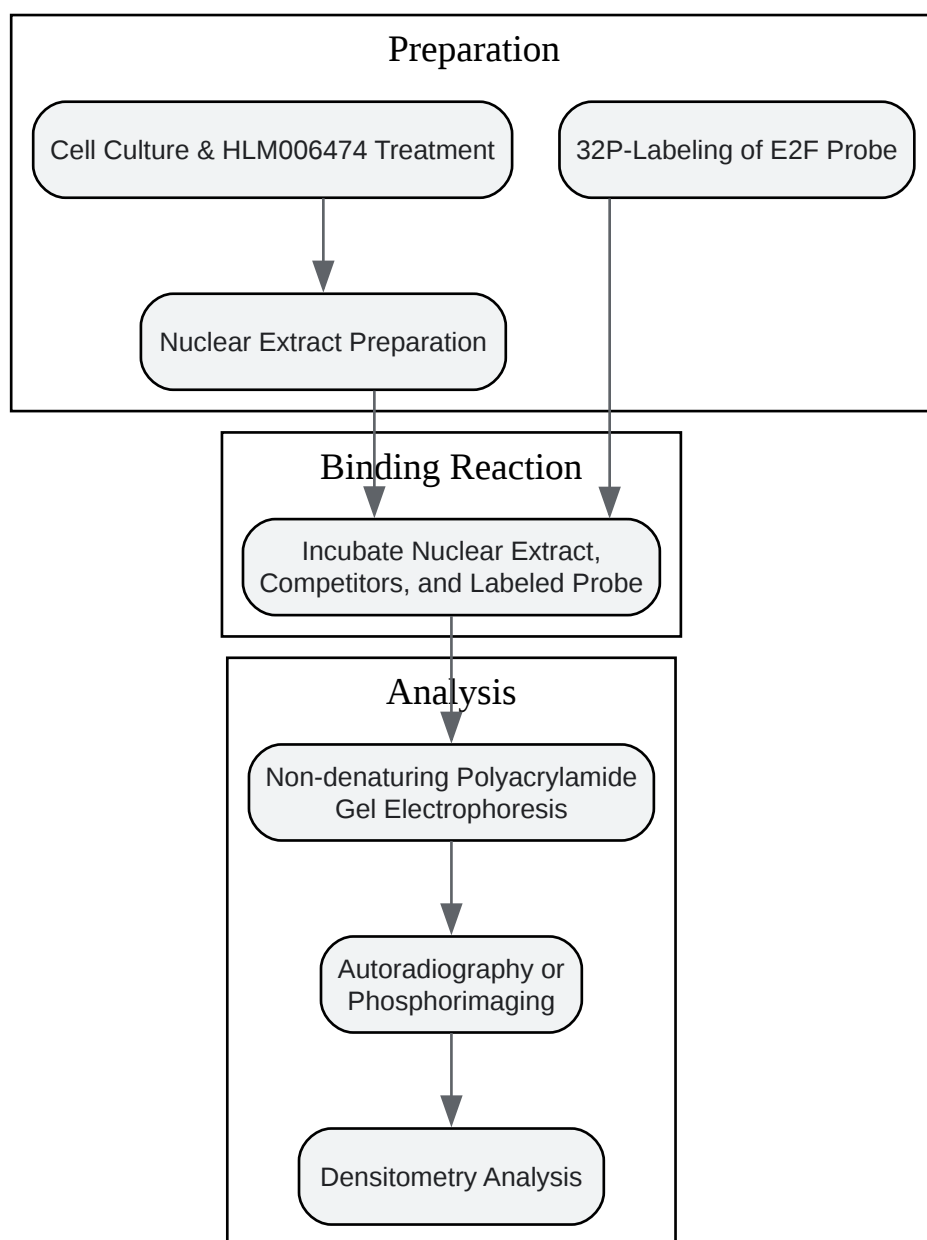 Preparation
Cell Culture & HLM006474 Treatment
32P-Labeling of E2F Probe
Nuclear Extract Preparation
Binding Reaction
Incubate Nuclear Extract,
Competitors, and Labeled Probe
Analysis
Non-denaturing Polyacrylamide
Gel Electrophoresis
Autoradiography or
Phosphorimaging
Densitometry Analysis